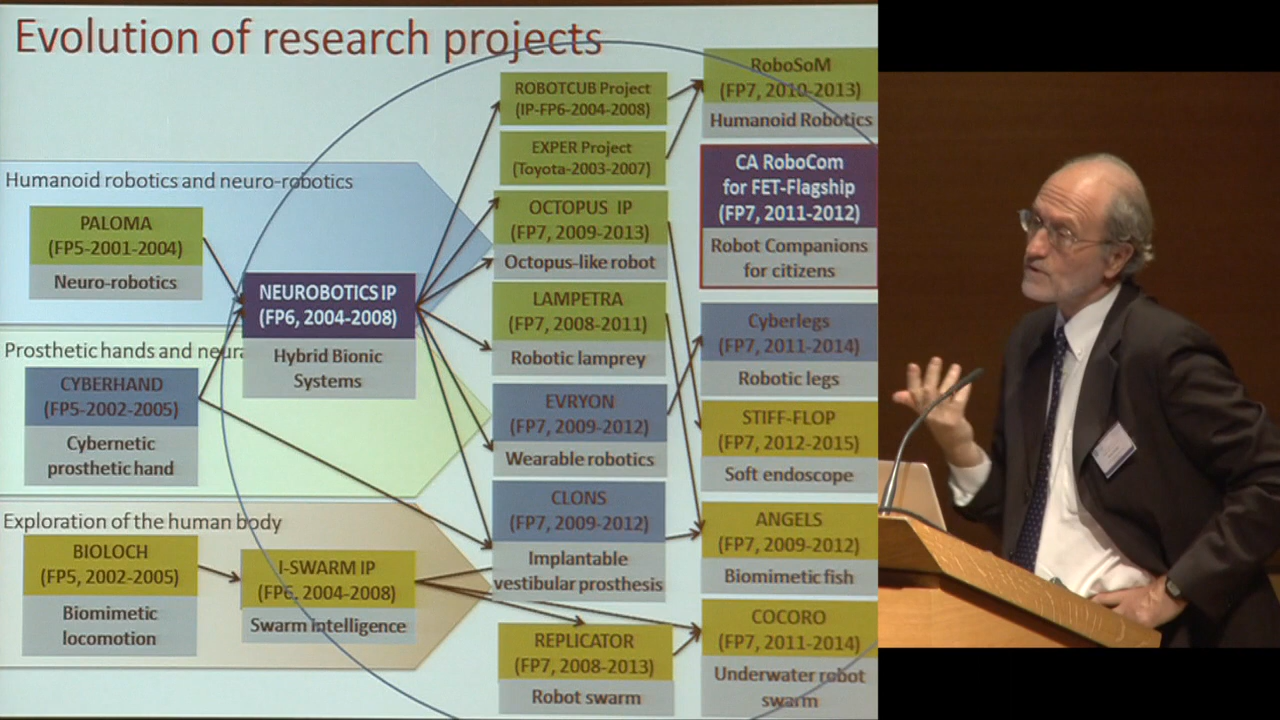 Evolution of research projects
Humanoid robotics and neuro-robotics
PALOMA
(FP5-2001-2004)
Neuro-robotics
Prosthetic hands and
CYBERHAND
(FP5-2002-2005)
Cybernetic
prosthetic hand
Exploration of the human body
BIOLOCH
(FP5, 2002-2005)
Biomimetic
locomotion
NEUROBOTICS IP
(FP6, 2004-2008)
Hybrid Bionic
Systems
I-SWARM IP
(FP6, 2004-2008)
Swarm intelligence
ROBOTCUB Project
(IP-FP6-2004-2008)
EXPER Project
(Toyota-2003-2007)
OCTOPUS IP
(FP7, 2009-2013)
Octopus-like robot
LAMPETRA
(FP7, 2008-2011)
Robotic lamprey
EVRYON
(FP7, 2009-2012)
Wearable robotics
CLONS
(FP7, 2009-2012)
Implantable
vestibular prosthesis
REPLICATOR
(FP7, 2008-2013)
Robot swarm
RoboSoM
(FP7, 2010-2013)
Humanoid Robotics
CA RoboCom
for FET-Flagship
(FP7, 2011-2012)
Robot Companions
for citizens
Cyberlegs
(FP7, 2011-2014)
Robotic legs
STIFF-FLOP
(FP7, 2012-2015)
Soft endoscope
ANGELS
(FP7, 2009-2012)
Biomimetic fish
COCORO
(FP7, 2011-2014)
Underwater robot
swarm